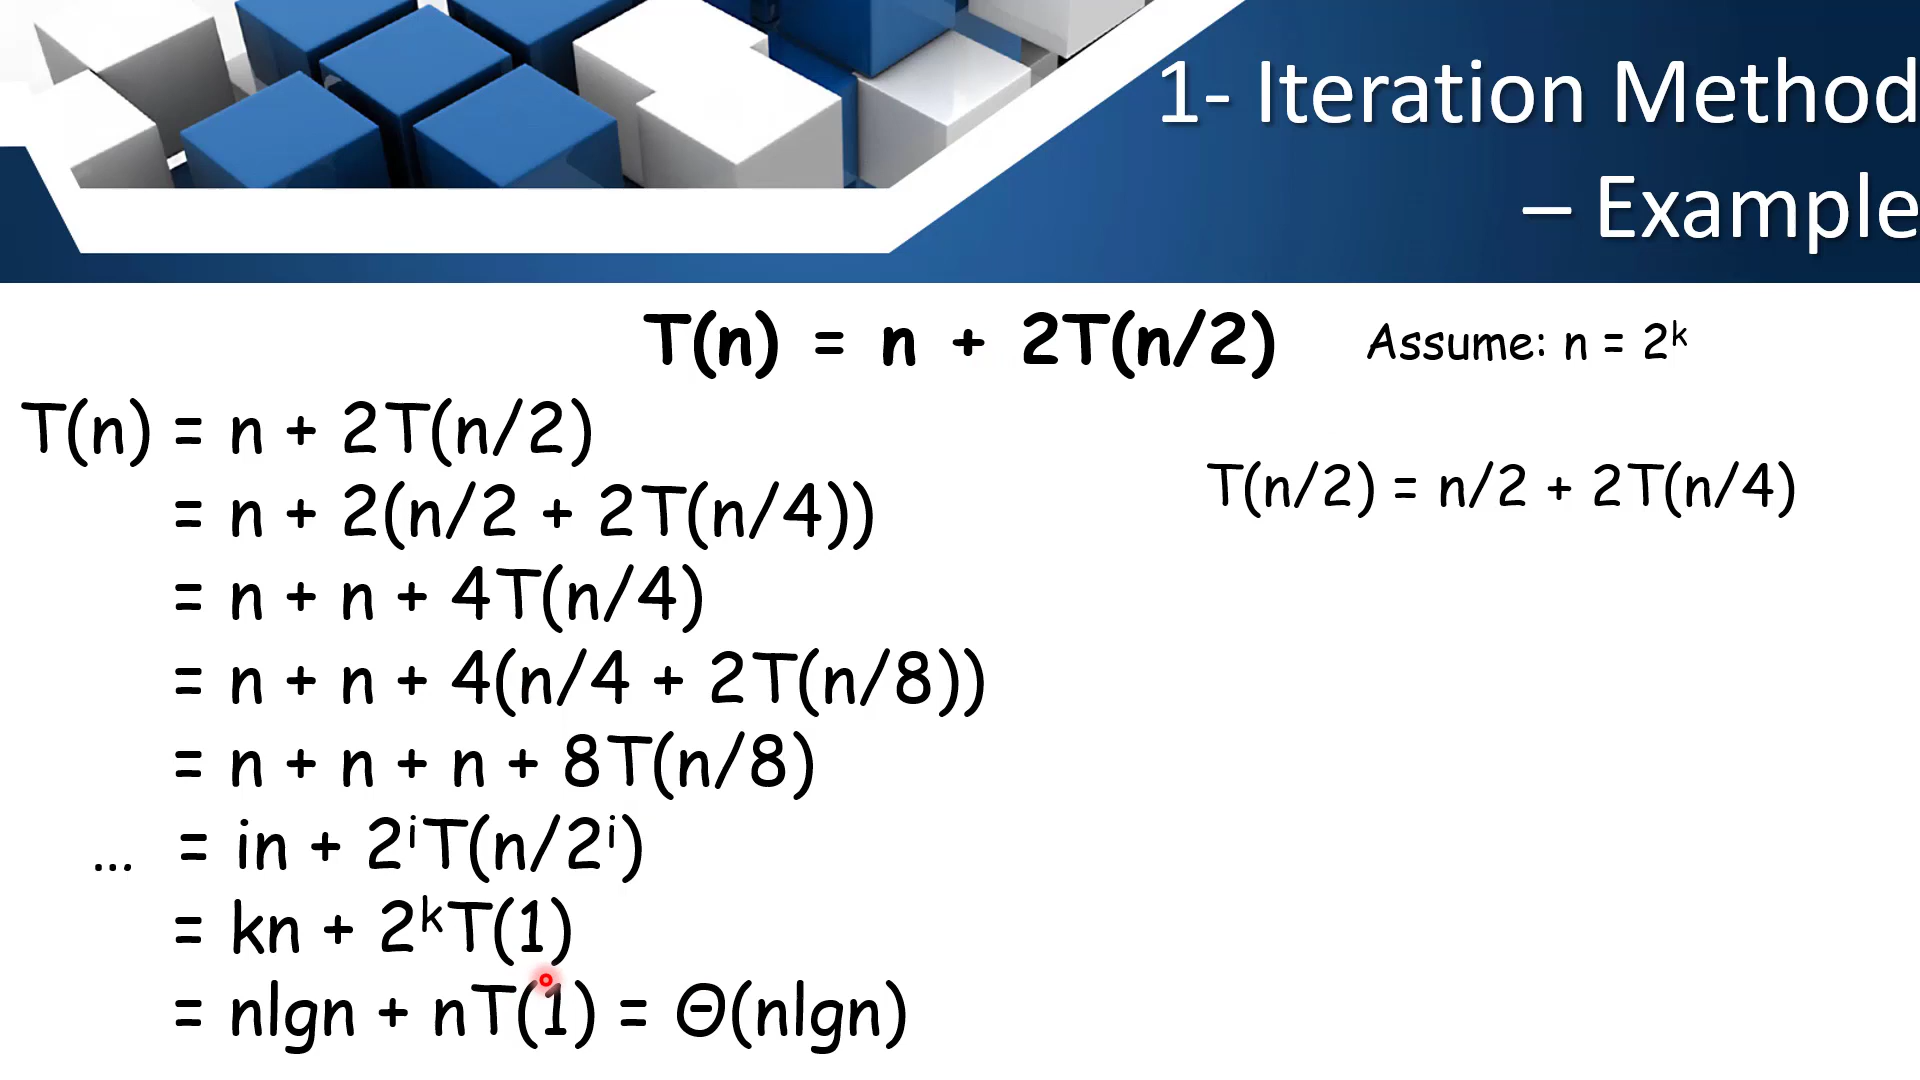 1- Iteration Method
– Example
T(n) = n + 2T(n/2)
Assume: n = 2ᵏ
T(n) = n + 2T(n/2)
= n + 2(n/2 + 2T(n/4))
T(n/2) = n/2 + 2T(n/4)
= n + n + 4T(n/4)
= n + n + 4(n/4 + 2T(n/8))
= n + n + n + 8T(n/8)
... = in + 2ⁱT(n/2ⁱ)
= kn + 2ᵏT(1)
= nlgn + nT(1) = Θ(nlgn)